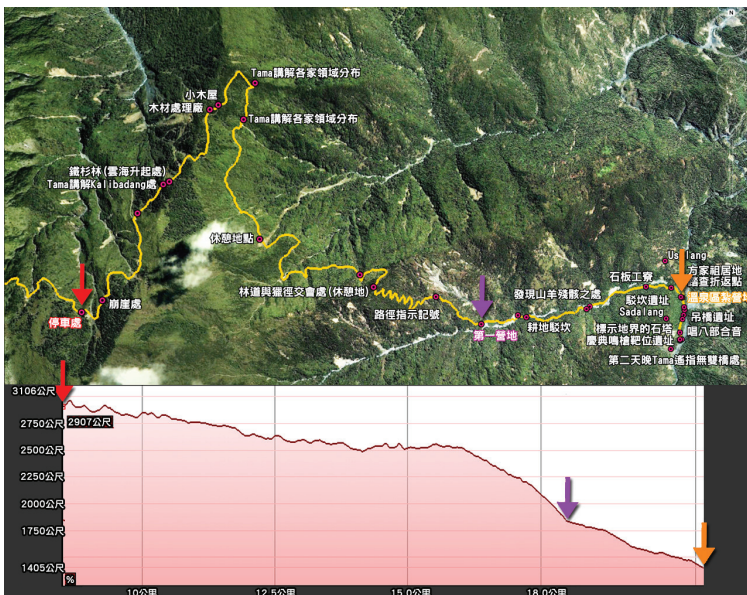 N
Tama講解各家領域分布
小木屋
木材處理廠
Tama講解各家領域分布
鐵杉林(雲海升起處)
Tama講解Kalibadang處
休憩地點
崩崖處
停車處
林道與獵徑交會處(休憩地)
路徑指示記號
第一營地
發現山羊殘骸之處
耕地駁坎
石板工寮
方家祖居地
踏查折返點
溫泉區紮營地
駁坎遺址
Sadalang
吊橋遺址
標示地界的石塔
唱八部合音
慶典鳴槍靶位遺址
第二天晚Tama遙指無雙橋處
3106公尺
2907公尺
2750公尺
2500公尺
2250公尺
2000公尺
1750公尺
1405公尺
%
10公里
12.5公里
15.0公里
18.0公里